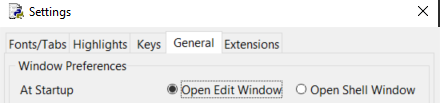 Settings
Fonts/Tabs Highlights Keys General Extensions
Window Preferences
At Startup Open Edit Window Open Shell Window